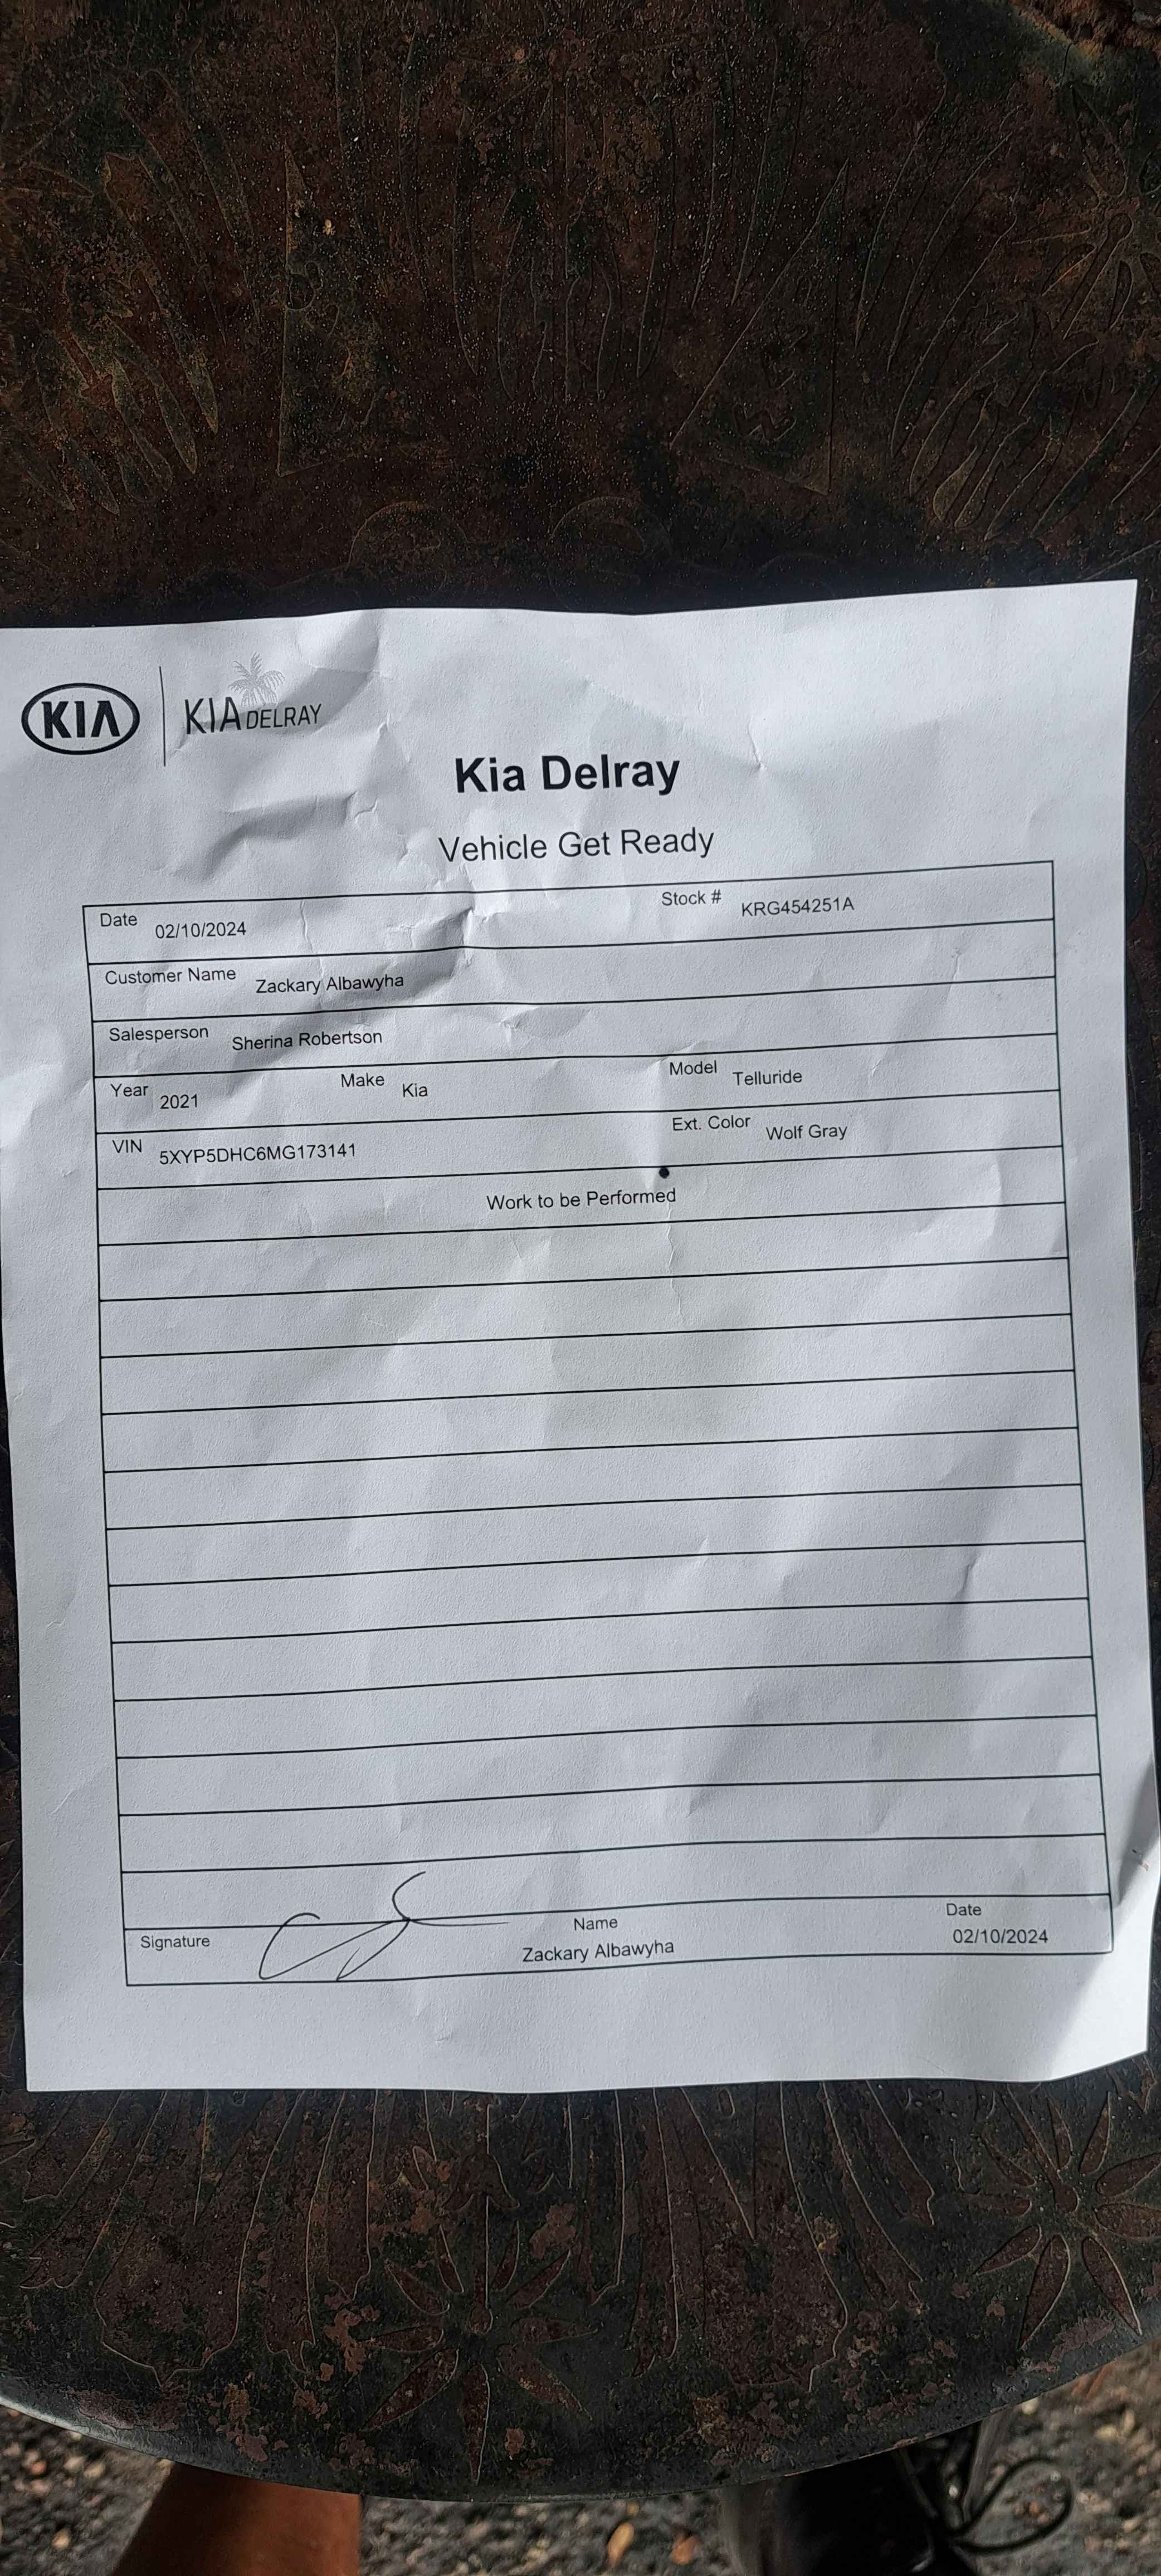 KIA KIA DELRAY
Kia Delray
Vehicle Get Ready
Date 02/10/2024 Stock # KRG454251A
Customer Name Zackary Albawyha
Salesperson Sherina Robertson
Year 2021 Make Kia Model Telluride
VIN 5XYP5DHC6MG173141 Ext. Color Wolf Gray
Work to be Performed
Signature Name Date
Zackary Albawyha 02/10/2024